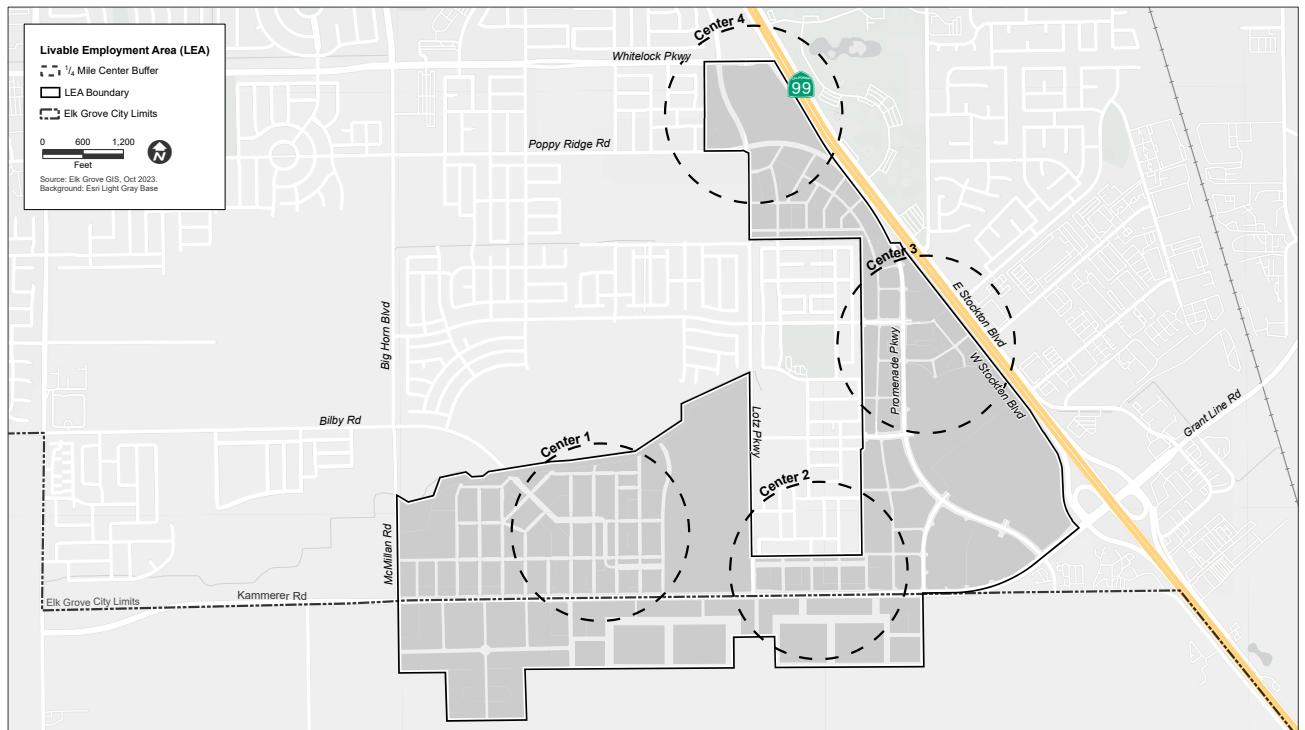 Livable Employment Area (LEA)
1/4 Mile Center Buffer
LEA Boundary
Elk Grove City Limits
0 600 1,200
Feet
N
Source: Elk Grove GIS, Oct 2023.
Background: Esri Light Gray Base
Center 4
Whitelock Pkwy
CALIFORNIA
99
Poppy Ridge Rd
Center 3
E Stockton Blvd
Big Horn Blvd
Promenade Pkwy
W Stockton Blvd
Grant Line Rd
Bilby Rd
Lotz Pkwy
Center 1
Center 2
McMillan Rd
Elk Grove City Limits
Kammerer Rd